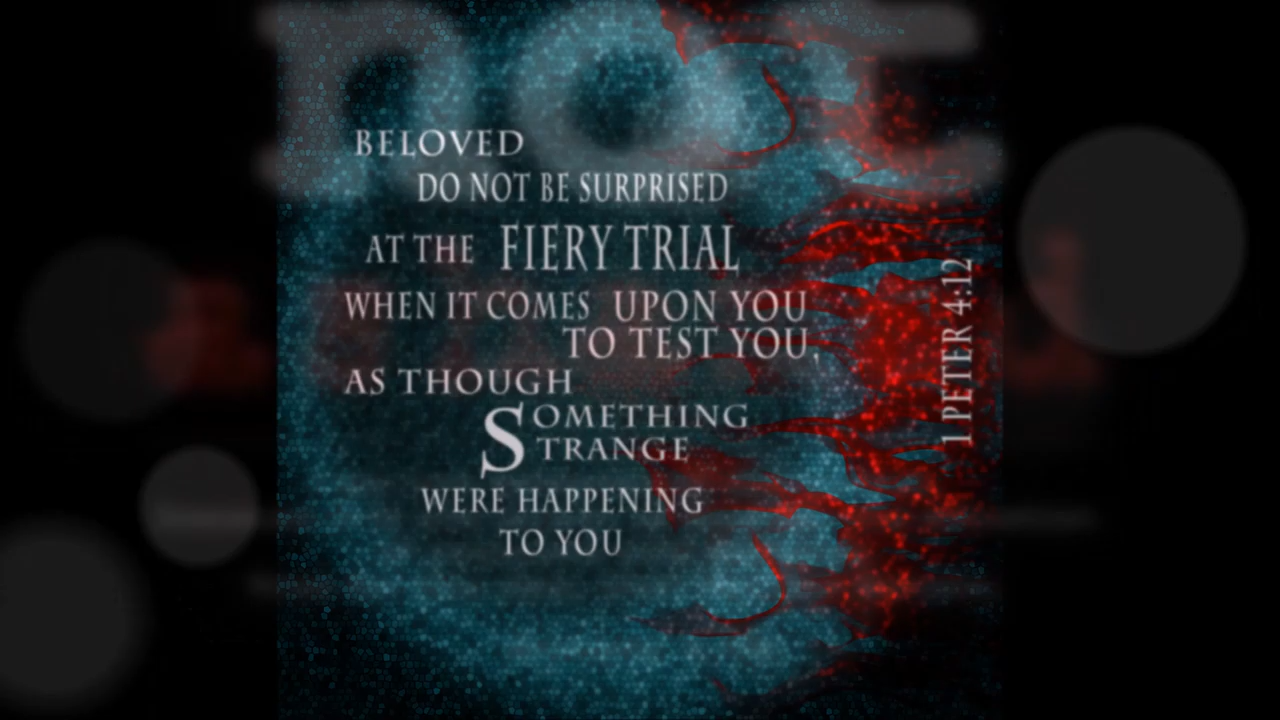 BELOVED
DO NOT BE SURPRISED
AT THE FIERY TRIAL
WHEN IT COMES UPON YOU
TO TEST YOU,
AS THOUGH
SOMETHING
STRANGE
WERE HAPPENING
TO YOU
1 PETER 4:12